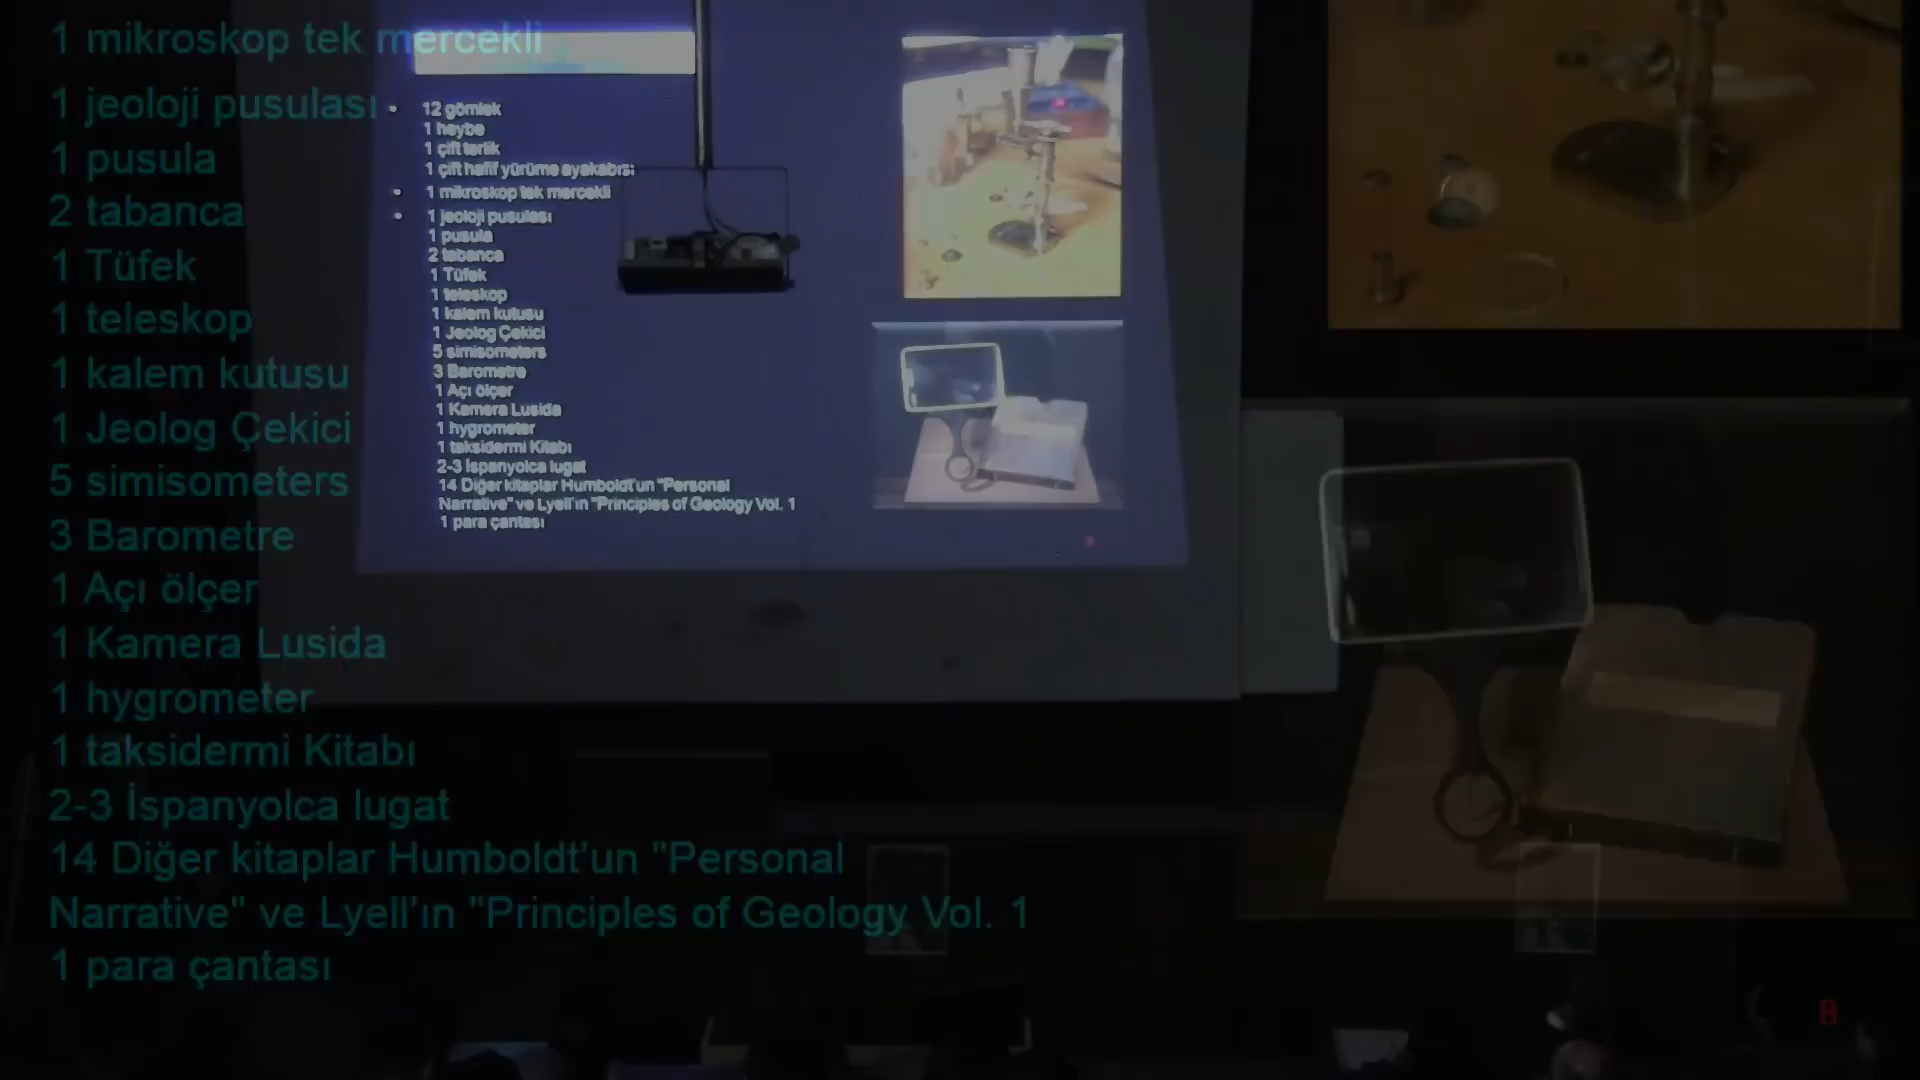 1 mikroskop tek mercekli
1 jeoloji pusulası
1 pusula
2 tabanca
1 Tüfek
1 teleskop
1 kalem kutusu
1 Jeolog Çekici
5 simisometers
3 Barometre
1 Açı ölçer
1 Kamera Lusida
1 hygrometer
1 taksidermi Kitabı
2-3 İspanyolca lugat
14 Diğer kitaplar Humboldt’un "Personal
Narrative" ve Lyell’ın "Principles of Geology Vol. 1
1 para çantası
• 12 gömlek
1 heybe
1 çift terlik
1 çift hafif yürüme ayakabısı
• 1 mikroskop tek mercekli
• 1 jeoloji pusulası
1 pusula
2 tabanca
1 Tüfek
1 teleskop
1 kalem kutusu
1 Jeolog Çekici
5 simisometers
3 Barometre
1 Açı ölçer
1 Kamera Lusida
1 hygrometer
1 taksidermi Kitabı
2-3 İspanyolca lugat
14 Diğer kitaplar Humboldt’un "Personal
Narrative" ve Lyell’ın "Principles of Geology Vol. 1
1 para çantası